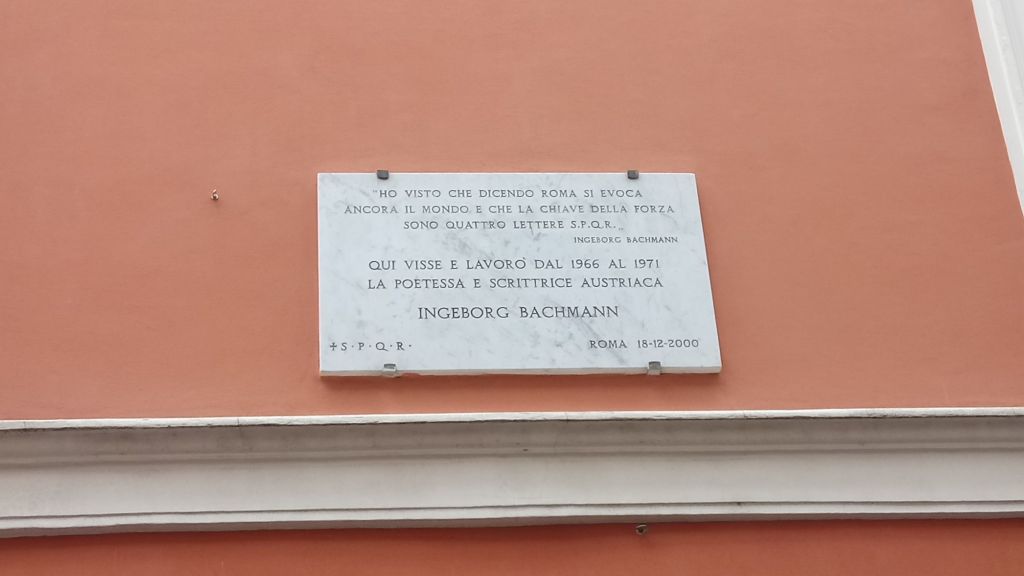 "HO VISTO CHE DICENDO ROMA SI EVOCA
ANCORA IL MONDO E CHE LA CHIAVE DELLA FORZA
SONO QUATTRO LETTERE S.P.Q.R.„
INGEBORG BACHMANN
QUI VISSE E LAVORO' DAL 1966 AL 1971
LA POETESSA E SCRITTRICE AUSTRIACA
INGEBORG BACHMANN
✝S·P·Q·R· ROMA 18-12-2000